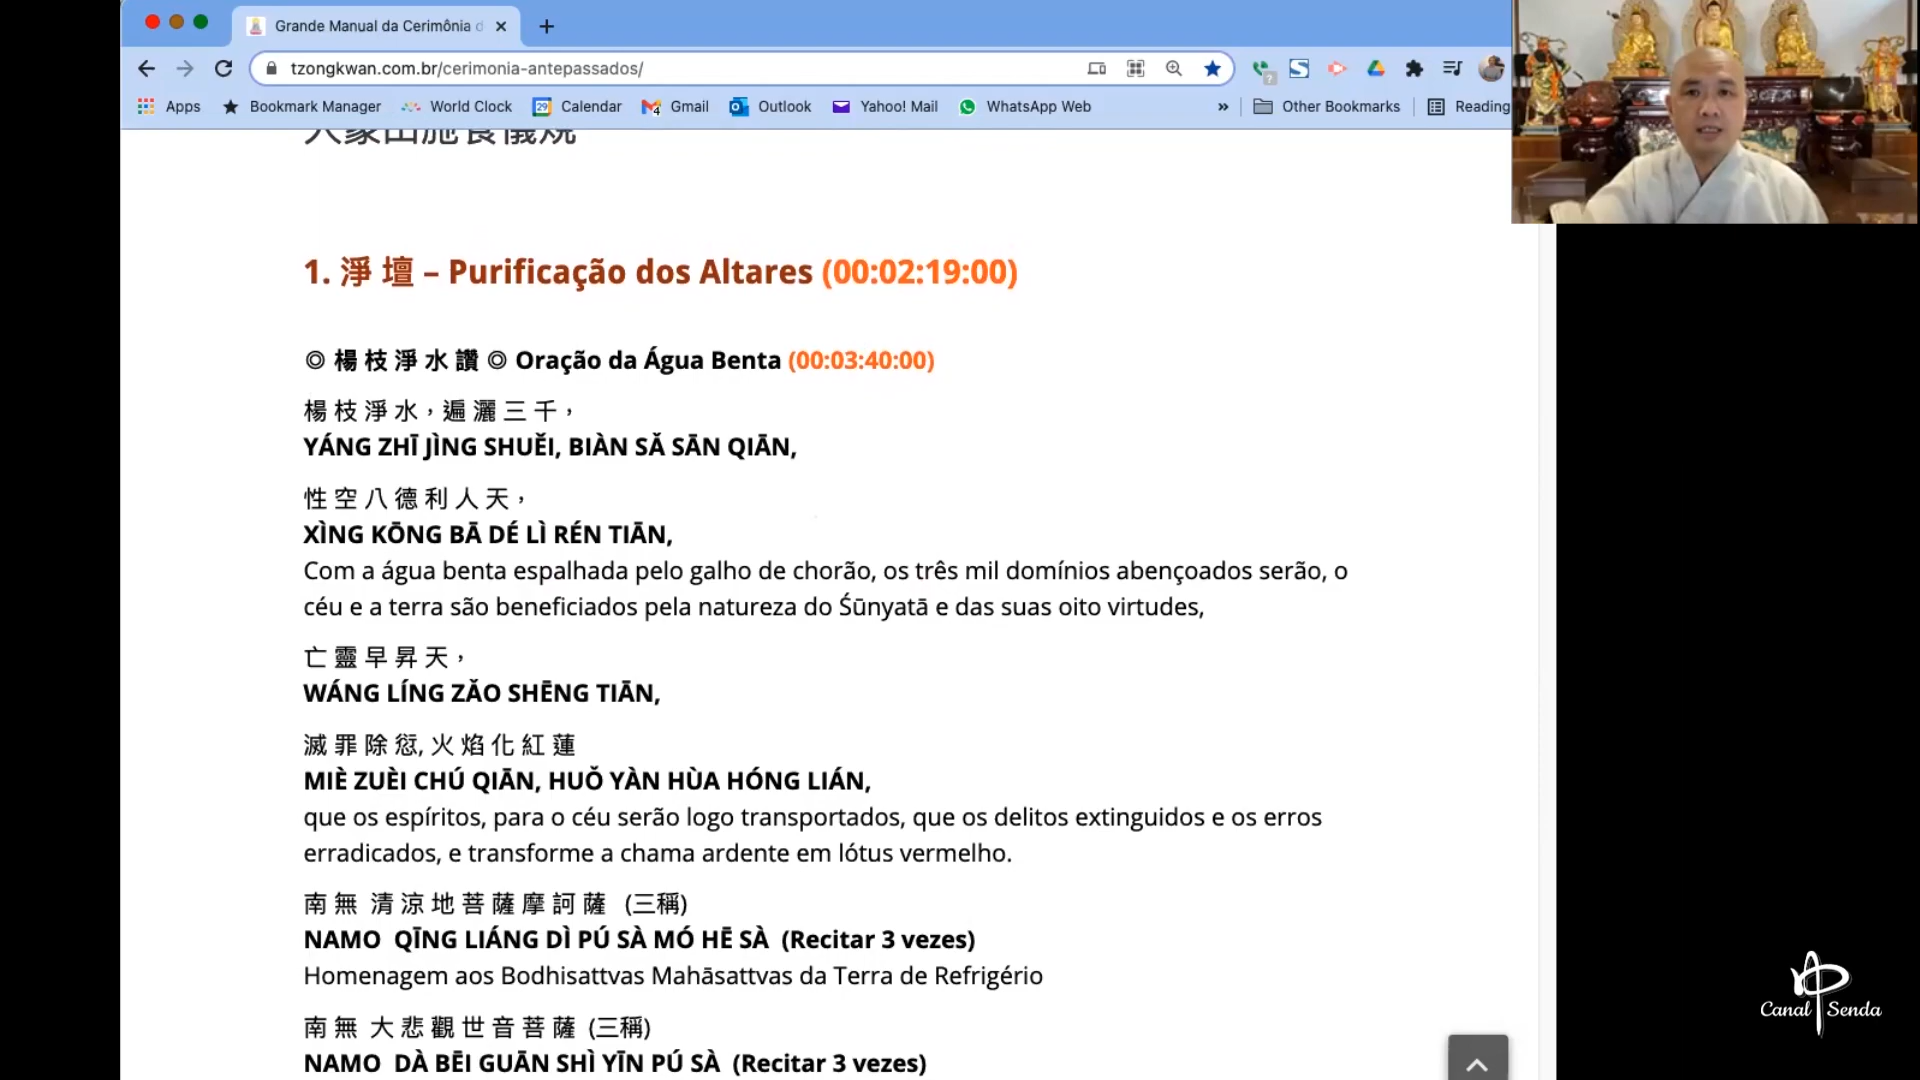 Grande Manual da Cerimônia d
tzongkwan.com.br/cerimonia-antepassados/
Apps Bookmark Manager World Clock 29 Calendar 4 Gmail Outlook Yahoo! Mail WhatsApp Web » Other Bookmarks Reading
1. 淨 壇 – Purificação dos Altares (00:02:19:00)
◎ 楊 枝 淨 水 讚 ◎ Oração da Água Benta (00:03:40:00)
楊 枝 淨 水，遍 灑 三 千，
YÁNG ZHĪ JÌNG SHUĚI, BIÀN SǍ SĀN QIĀN,
性 空 八 德 利 人 天，
XÌNG KŌNG BĀ DÉ LÌ RÉN TIĀN,
Com a água benta espalhada pelo galho de chorão, os três mil domínios abençoados serão, o
céu e a terra são beneficiados pela natureza do Śūnyatā e das suas oito virtudes,
亡 靈 早 昇 天，
WÁNG LÍNG ZǍO SHĒNG TIĀN,
滅 罪 除 愆, 火 焰 化 紅 蓮
MIÈ ZUÈI CHÚ QIĀN, HUǑ YÀN HÙA HÓNG LIÁN,
que os espíritos, para o céu serão logo transportados, que os delitos extinguidos e os erros
erradicados, e transforme a chama ardente em lótus vermelho.
南 無 清 涼 地 菩 薩 摩 訶 薩 (三稱)
NAMO QĪNG LIÁNG DÌ PÚ SÀ MÓ HĒ SÀ (Recitar 3 vezes)
Homenagem aos Bodhisattvas Mahāsattvas da Terra de Refrigério
南 無 大 悲 觀 世 音 菩 薩 (三稱)
NAMO DÀ BĒI GUĀN SHÌ YĪN PÚ SÀ (Recitar 3 vezes)
Canal Senda